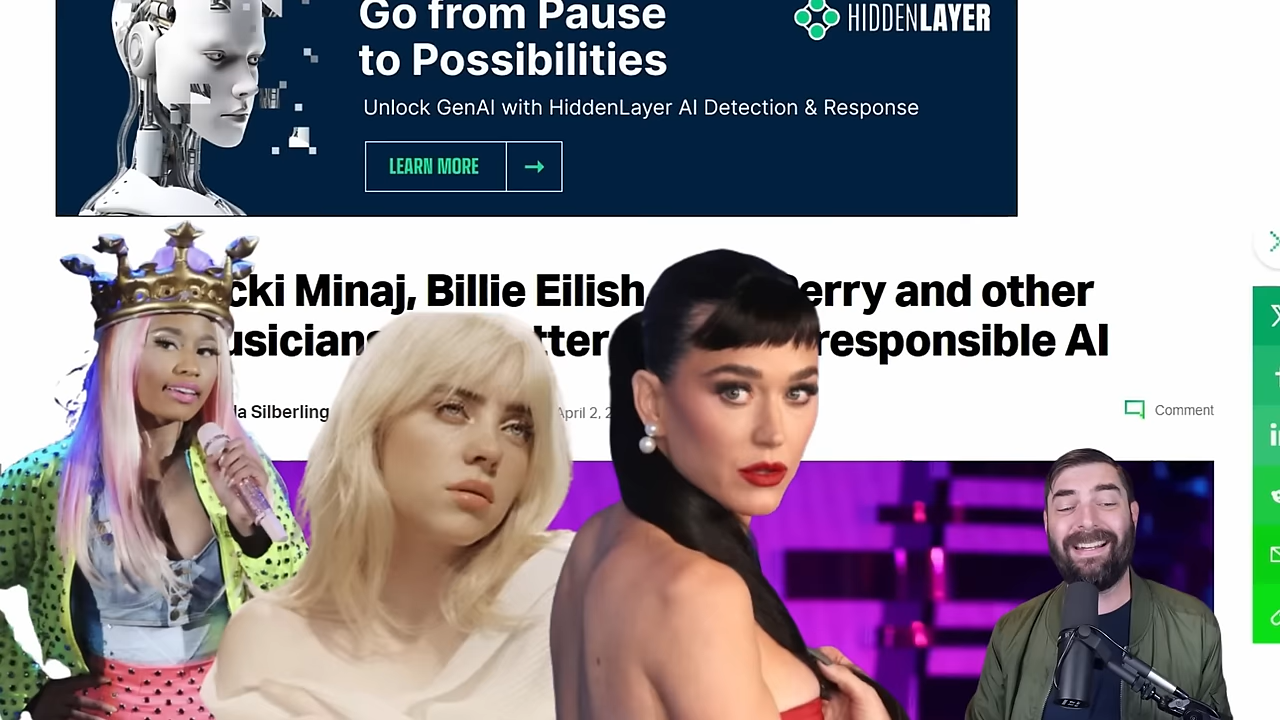 Go from Pause
to Possibilities
HIDDENLAYER
Unlock GenAI with HiddenLayer AI Detection & Response
LEARN MORE
cki Minaj, Billie Eilish erry and other
usicians tter responsible AI
la Silberling April 2, 2
Comment